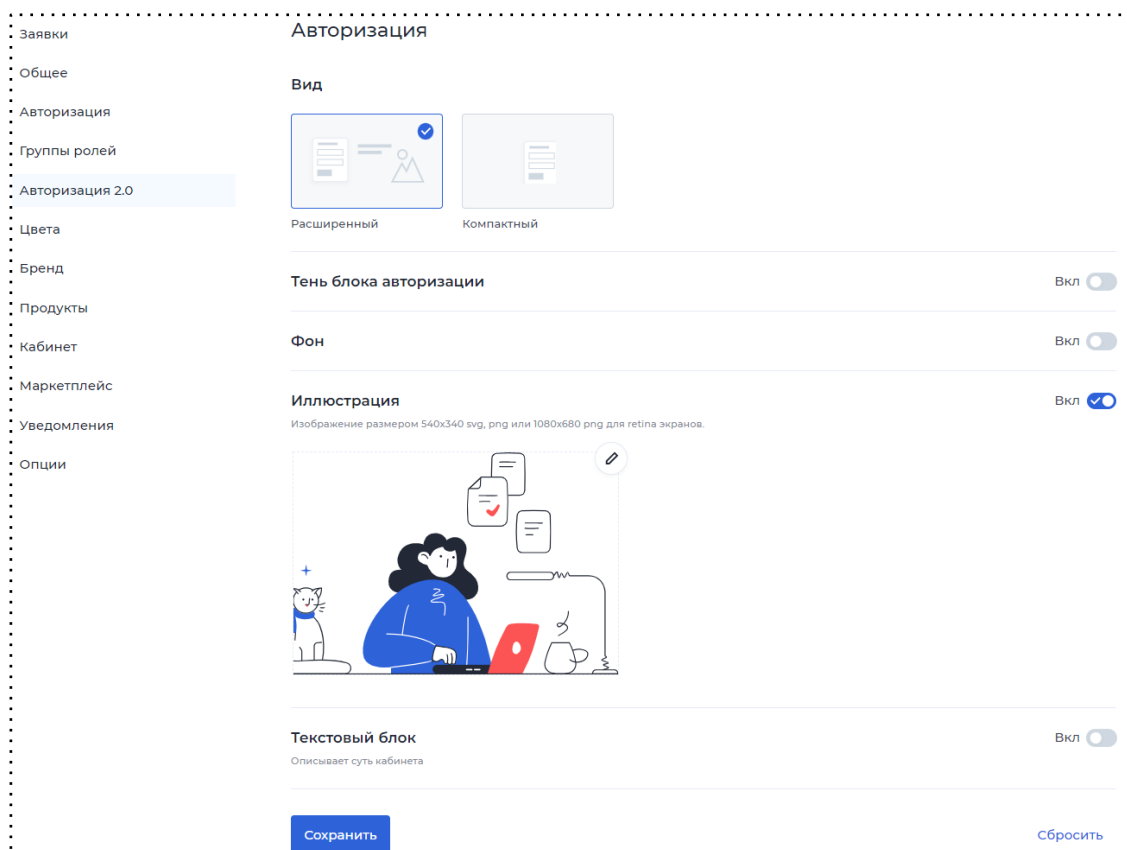 Заявки
Общее
Авторизация
Группы ролей
Авторизация 2.0
Цвета
Бренд
Продукты
Кабинет
Маркетплейс
Уведомления
Опции
Авторизация
Вид
Расширенный
Компактный
Тень блока авторизации
Вкл
Фон
Вкл
Иллюстрация
Вкл
Изображение размером 540x340 svg, png или 1080x680 png для retina экранов.
Текстовый блок
Вкл
Описывает суть кабинета
Сохранить
Сбросить